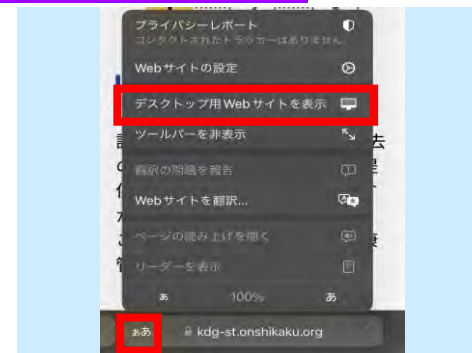 プライバシーレポート
コンタクトされたトラッカーはありません。
Webサイトの設定
デスクトップ用Webサイトを表示
ツールバーを非表示
翻訳の問題を報告
Webサイトを翻訳...
ページの読み上げを聞く
リーダーを表示
あ 100% あ
ぁあ kdg-st.onshikaku.org